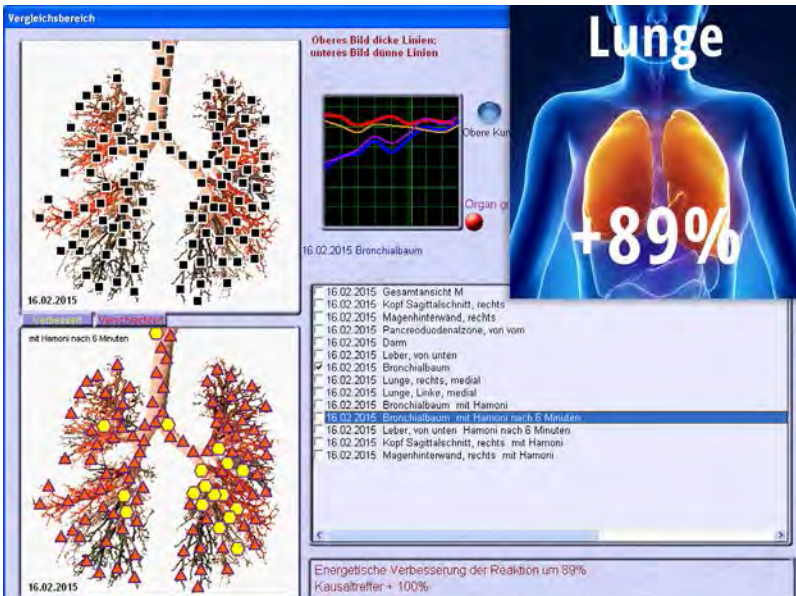 Vergleichsbereich
Oberes Bild dicke Linien;
unteres Bild dünne Linien
Lunge
+89%
Obere Kur
Organ g
16.02.2015 Bronchialbaum
16.02.2015
Verbessert Verschlechtert
mit Hamoni nach 6 Minuten
16.02.2015
16.02.2015 Gesamtansicht M
16.02.2015 Kopf Sagittalschnitt, rechts
16.02.2015 Magenhinterwand, rechts
16.02.2015 Pancreoduodenalzone, von vorn
16.02.2015 Darm
16.02.2015 Leber, von unten
16.02.2015 Bronchialbaum
16.02.2015 Lunge, rechts, medial
16.02.2015 Lunge, Linke, medial
16.02.2015 Bronchialbaum mit Hamoni
16.02.2015 Bronchialbaum mit Hamoni nach 6 Minuten
16.02.2015 Leber, von unten Hamoni nach 6 Minuten
16.02.2015 Kopf Sagittalschnitt, rechts mit Hamoni
16.02.2015 Magenhinterwand, rechts mit Hamoni
Energetische Verbesserung der Reaktion um 89%
Kausaltreffer + 100%